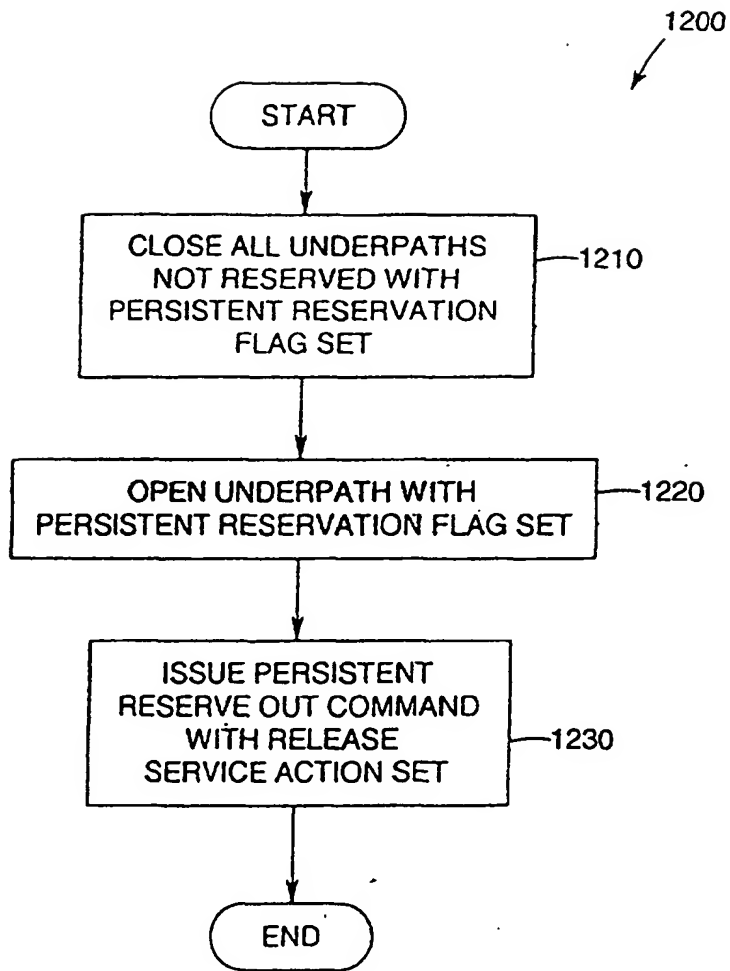 1200
START
CLOSE ALL UNDERPATHS
NOT RESERVED WITH
PERSISTENT RESERVATION
FLAG SET
1210
OPEN UNDERPATH WITH
PERSISTENT RESERVATION FLAG SET
1220
ISSUE PERSISTENT
RESERVE OUT COMMAND
WITH RELEASE
SERVICE ACTION SET
1230
END